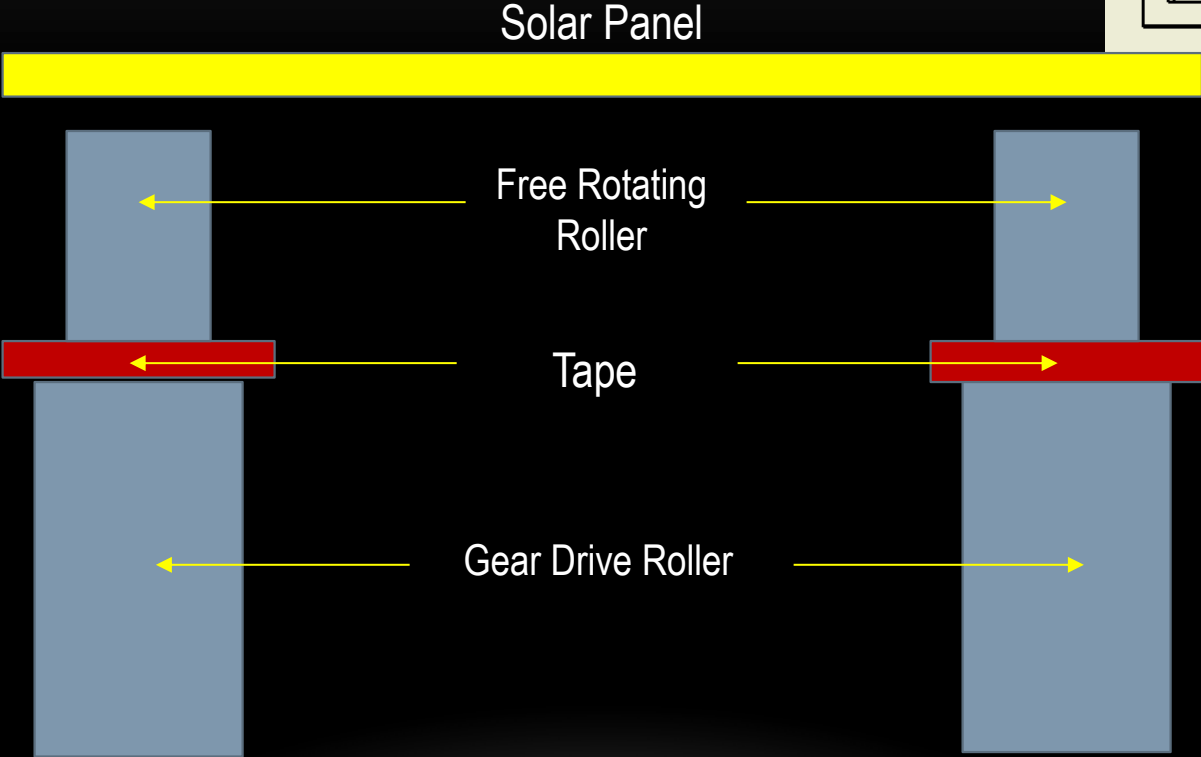 Solar Panel
Free Rotating
Roller
Tape
Gear Drive Roller